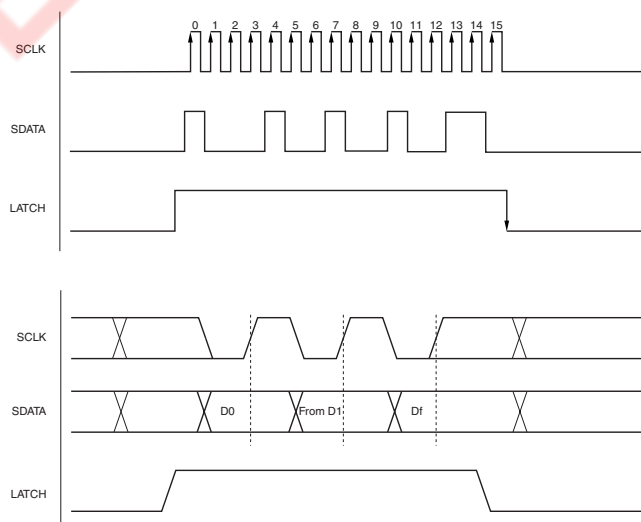 0 1 2 3 4 5 6 7 8 9 10 11 12 13 14 15
SCLK
SDATA
LATCH
SCLK
SDATA D0 From D1 Df
LATCH